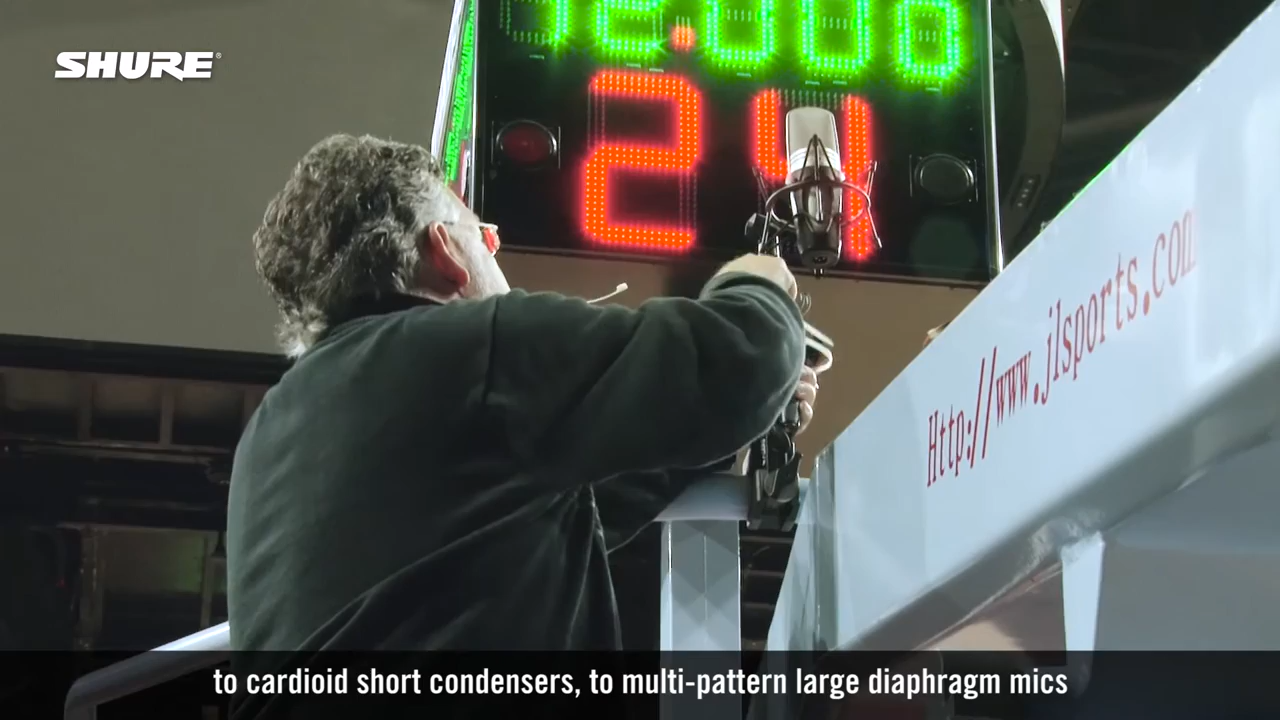 SHURE®
24
Http://www.jlsports.com
to cardioid short condensers, to multi-pattern large diaphragm mics